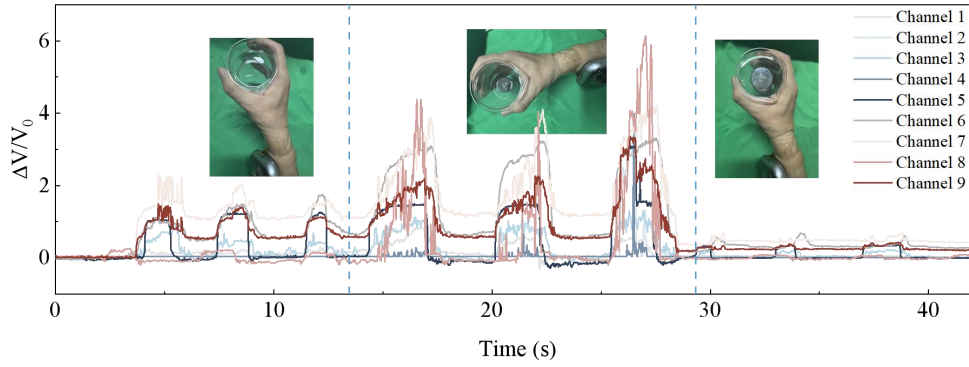 ΔV/V₀
6
4
2
0
0
10
20
30
40
Time (s)
Channel 1
Channel 2
Channel 3
Channel 4
Channel 5
Channel 6
Channel 7
Channel 8
Channel 9